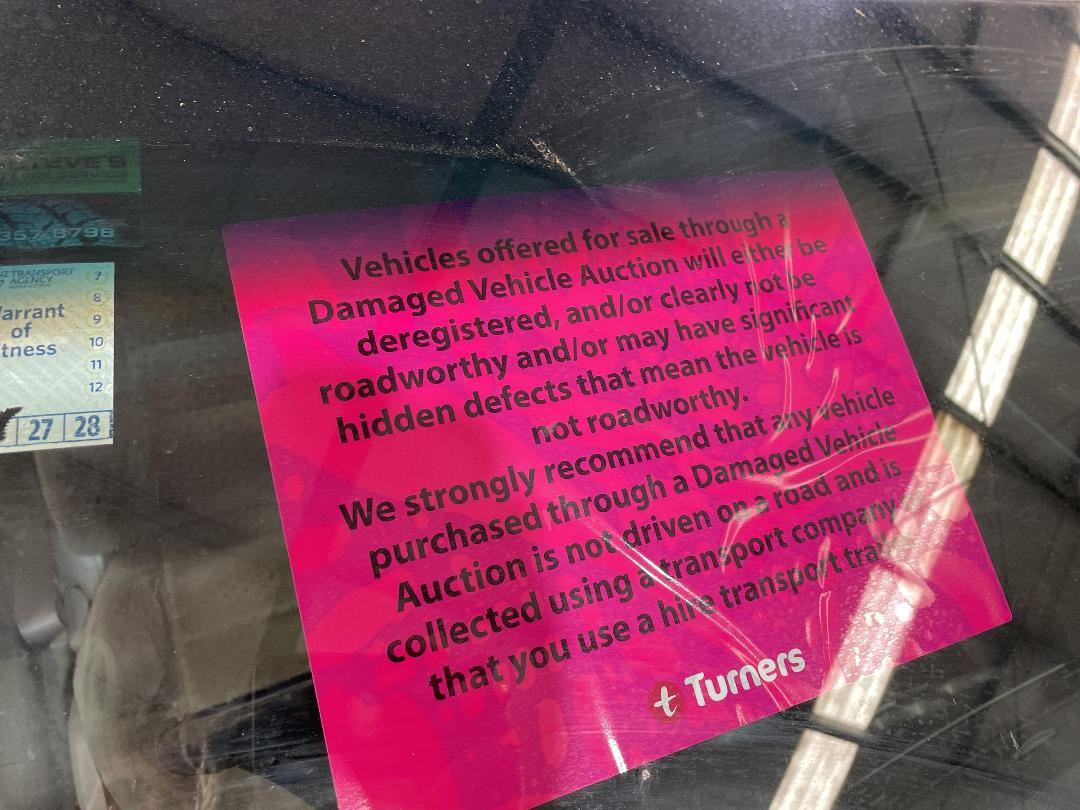 357-8798
NZ TRANSPORT
AGENCY
Warrant
of
Fitness
7
8
9
10
11
12
27 28
Vehicles offered for sale through a
Damaged Vehicle Auction will either be
deregistered, and/or clearly not be
roadworthy and/or may have significant
hidden defects that mean the vehicle is
not roadworthy.
We strongly recommend that any vehicle
purchased through a Damaged Vehicle
Auction is not driven on a road and is
collected using a transport company
that you use a hire transport trailer
t Turners